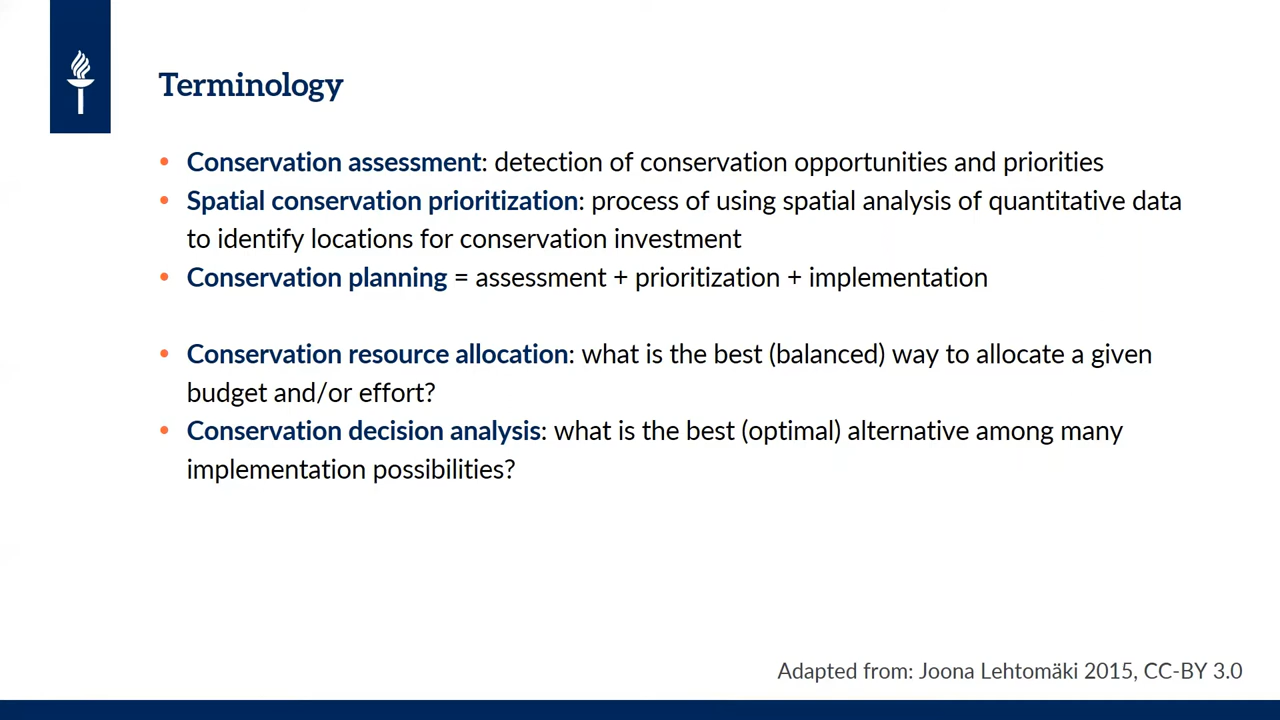 Terminology
• Conservation assessment: detection of conservation opportunities and priorities
• Spatial conservation prioritization: process of using spatial analysis of quantitative data
to identify locations for conservation investment
• Conservation planning = assessment + prioritization + implementation
• Conservation resource allocation: what is the best (balanced) way to allocate a given
budget and/or effort?
• Conservation decision analysis: what is the best (optimal) alternative among many
implementation possibilities?
Adapted from: Joona Lehtomäki 2015, CC-BY 3.0